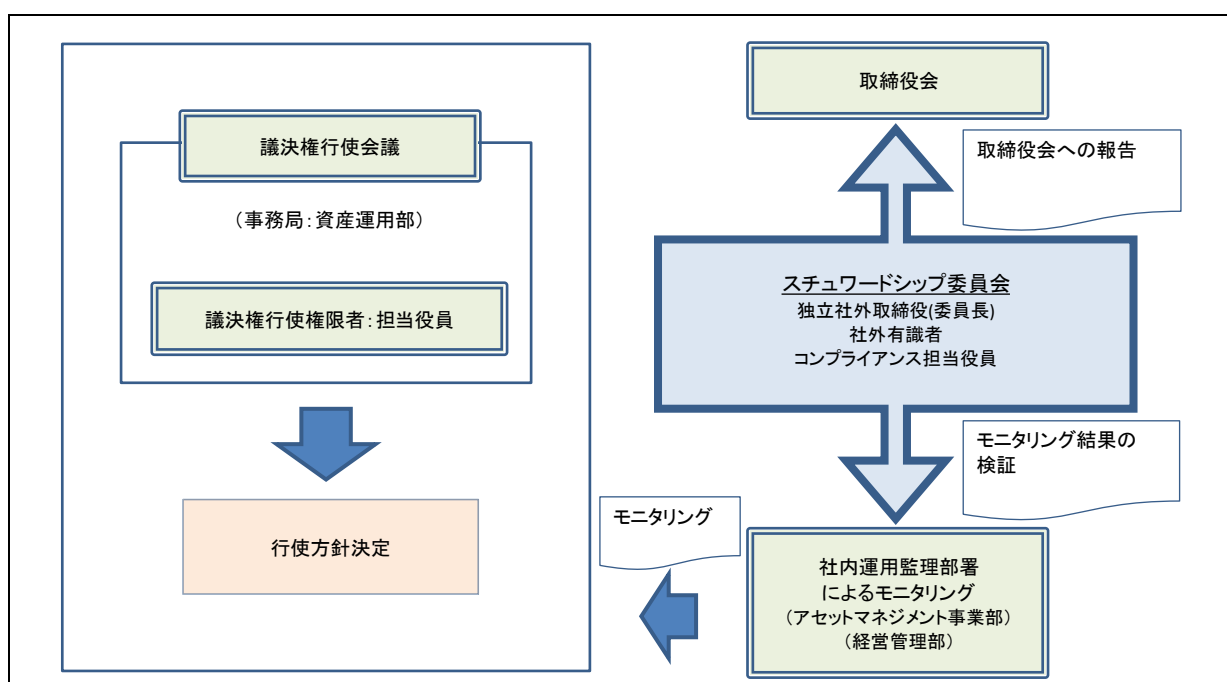 議決権行使会議
（事務局：資産運用部）
議決権行使権限者：担当役員
行使方針決定
取締役会
取締役会への報告
スチュワードシップ委員会
独立社外取締役(委員長)
社外有識者
コンプライアンス担当役員
モニタリング結果の
検証
モニタリング
社内運用監理部署
によるモニタリング
（アセットマネジメント事業部）
（経営管理部）